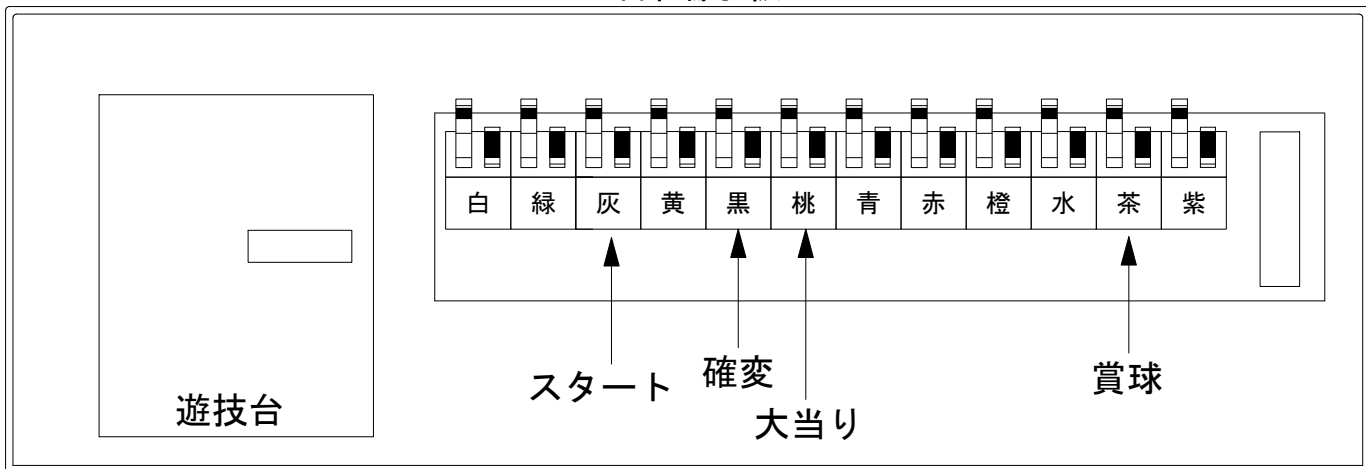 白 緑 灰 黄 黒 桃 青 赤 橙 水 茶 紫
スタート
確変
大当り
賞球
遊技台